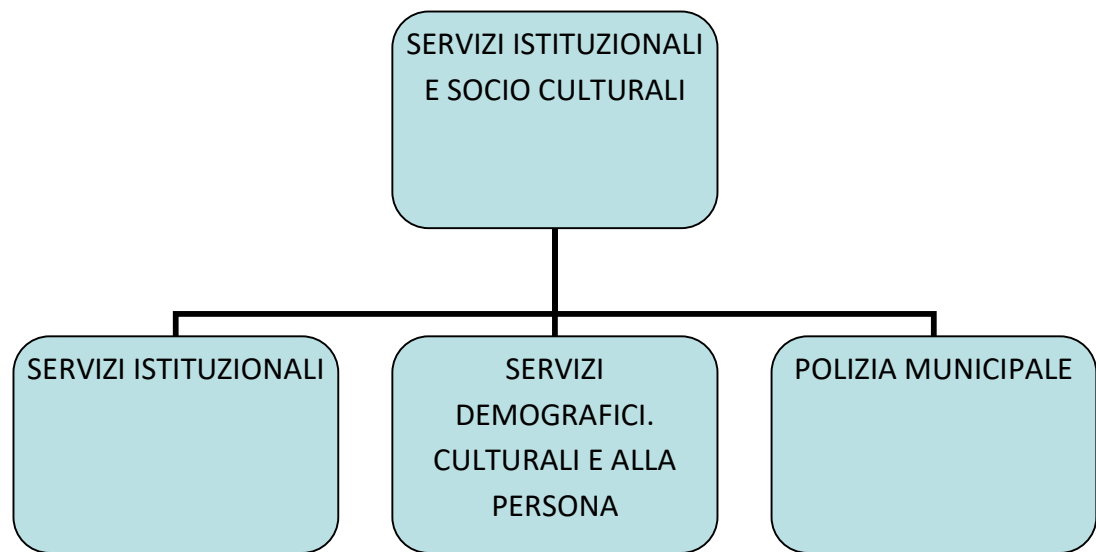 SERVIZI ISTITUZIONALI
E SOCIO CULTURALI
SERVIZI ISTITUZIONALI
SERVIZI
DEMOGRAFICI.
CULTURALI E ALLA
PERSONA
POLIZIA MUNICIPALE